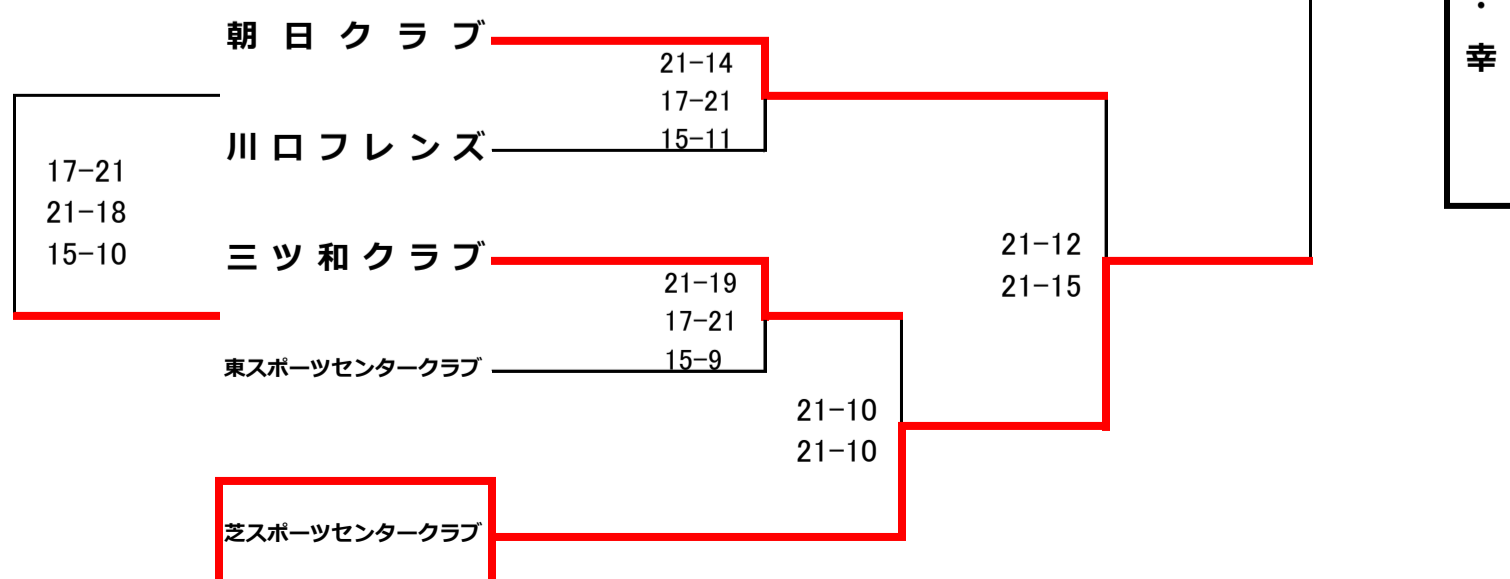 ・
幸
朝日クラブ
21-14
17-21
15-11
川口フレンズ
17-21
21-18
15-10
三ツ和クラブ
21-19
17-21
15-9
東スポーツセンタークラブ
21-12
21-15
21-10
21-10
芝スポーツセンタークラブ